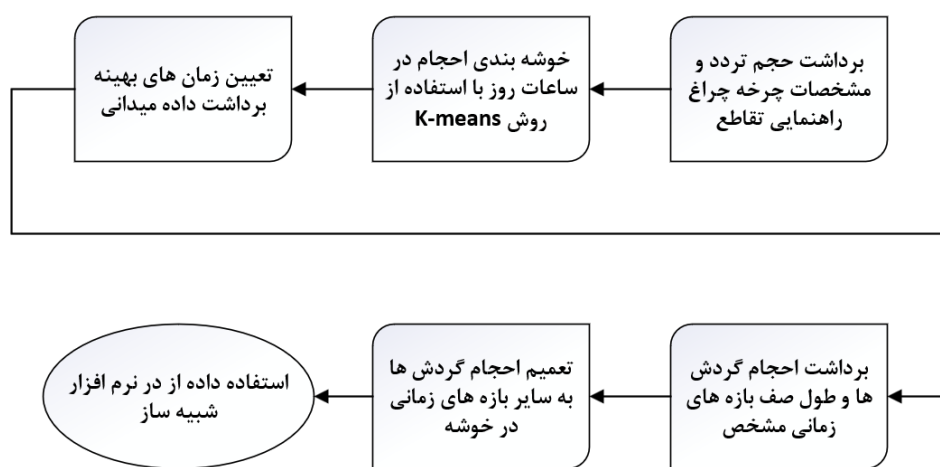 برداشت حجم تردد و
مشخصات چرخه چراغ
راهنمایی تقاطع
خوشه بندی احجام در
ساعات روز با استفاده از
روش K-means
تعیین زمان های بهینه
برداشت داده میدانی
برداشت احجام گردش
ها و طول صف بازه های
زمانی مشخص
تعمیم احجام گردش ها
به سایر بازه های زمانی
در خوشه
استفاده داده از در نرم افزار
شبیه ساز